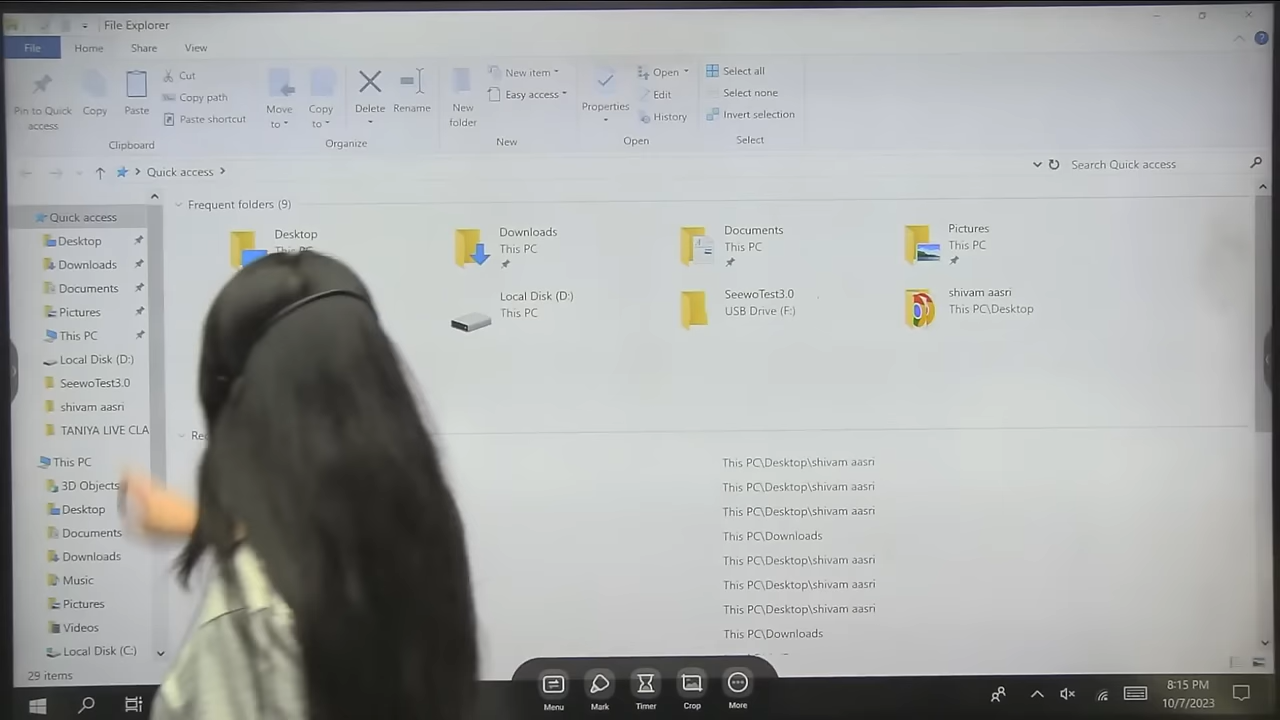 File Explorer
File Home Share View
Pin to Quick access
Copy
Paste
Cut
Copy path
Paste shortcut
Clipboard
Move to
Copy to
Delete
Rename
Organize
New folder
New item
Easy access
New
Properties
Open
Edit
History
Open
Select all
Select none
Invert selection
Select
Quick access
Search Quick access
Quick access
Desktop
Downloads
Documents
Pictures
This PC
Local Disk (D:)
SeewoTest3.0
shivam aasri
TANIYA LIVE CLA
This PC
3D Objects
Desktop
Documents
Downloads
Music
Pictures
Videos
Local Disk (C:)
29 items
Frequent folders (9)
Desktop
This PC
Downloads
This PC
Documents
This PC
Pictures
This PC
Local Disk (D:)
This PC
SeewoTest3.0
USB Drive (F:)
shivam aasri
This PC\Desktop
This PC\Desktop\shivam aasri
This PC\Desktop\shivam aasri
This PC\Desktop\shivam aasri
This PC\Downloads
This PC\Desktop\shivam aasri
This PC\Desktop\shivam aasri
This PC\Desktop\shivam aasri
This PC\Downloads
Menu Mark Timer Crop More
8:15 PM
10/7/2023